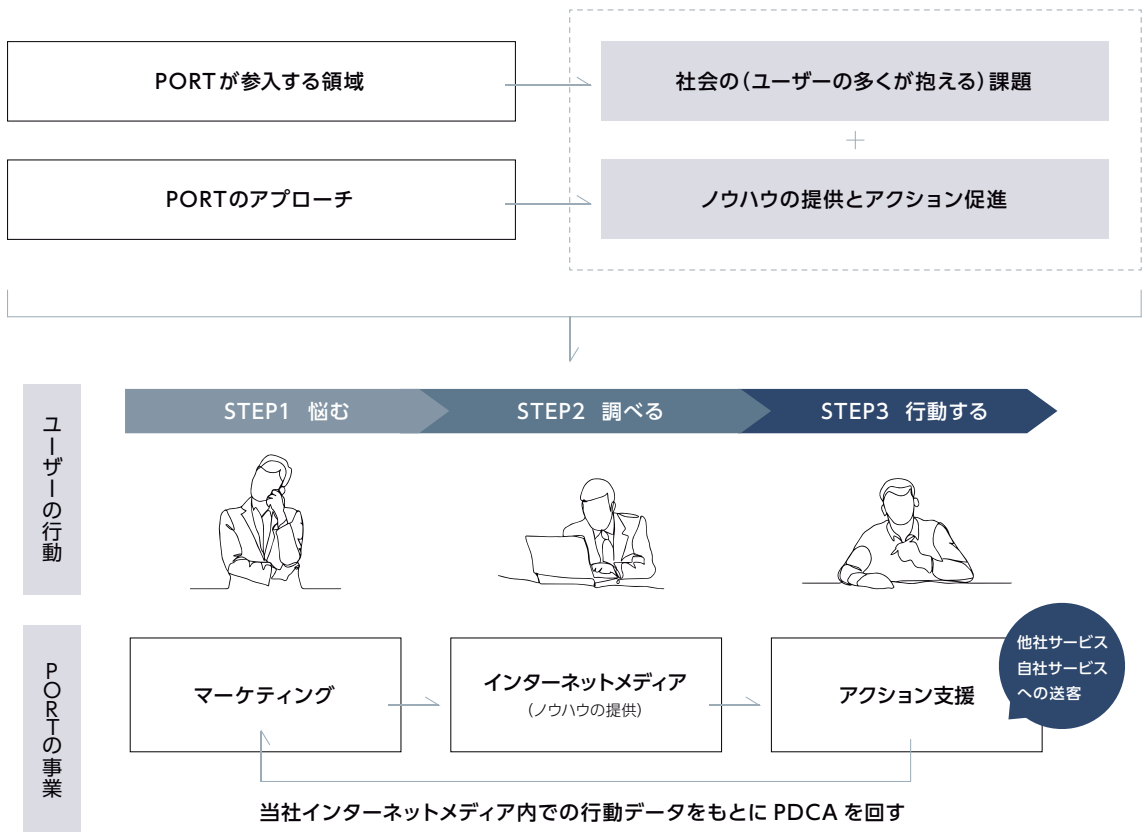 PORTが参入する領域
社会の(ユーザーの多くが抱える)課題
+
PORTのアプローチ
ノウハウの提供とアクション促進
ユーザーの行動
STEP1 悩む
STEP2 調べる
STEP3 行動する
PORTの事業
マーケティング
インターネットメディア
(ノウハウの提供)
アクション支援
他社サービス
自社サービス
への送客
当社インターネットメディア内での行動データをもとに PDCA を回す